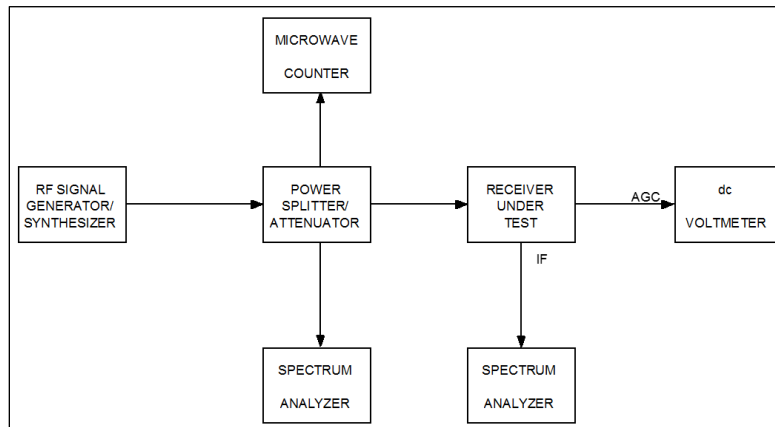 MICROWAVE
COUNTER
RF SIGNAL
GENERATOR/
SYNTHESIZER
POWER
SPLITTER/
ATTENUATOR
RECEIVER
UNDER
TEST
AGC
dc
VOLTMETER
IF
SPECTRUM
ANALYZER
SPECTRUM
ANALYZER